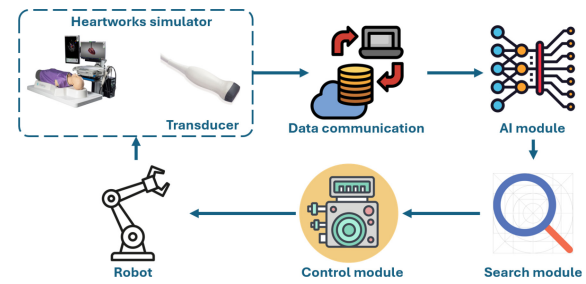 Heartworks simulator
Transducer
Data communication
AI module
Robot
Control module
Search module